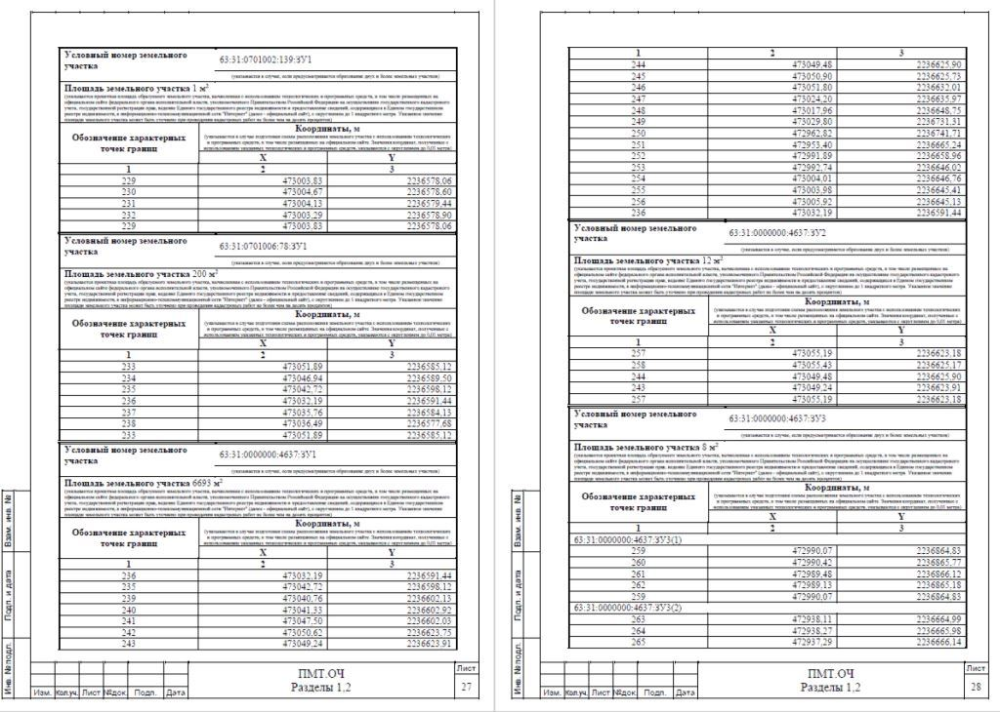 Условный номер земельного участка 63:31:0701002:139:ЗУ1
(указывается в случае, если предусматривается образование двух и более земельных участков)
Площадь земельного участка 1 м²
(указывается проектная площадь образуемого земельного участка, вычисленная с использованием технологических и программных средств, в том числе размещенных на
официальном сайте федерального органа исполнительной власти, уполномоченного Правительством Российской Федерации на осуществление государственного кадастрового
учета, государственной регистрации прав, ведение Единого государственного реестра недвижимости и предоставление сведений, содержащихся в Едином государственном
реестре недвижимости, в информационно-телекоммуникационной сети "Интернет" (далее - официальный сайт), с округлением до 1 квадратного метра. Указанное значение
площади земельного участка может быть уточнено при проведении кадастровых работ не более чем на десять процентов)
Обозначение характерных точек границ
Координаты, м
(указываются в случае подготовки схемы расположения земельного участка с использованием технологических
и программных средств, в том числе размещенных на официальном сайте. Значения координат, полученные с
использованием указанных технологических и программных средств, указываются с округлением до 0,01 метра)
X Y
1 2 3
229 473003,83 2236578,06
230 473004,67 2236578,60
231 473004,13 2236579,44
232 473003,29 2236578,90
229 473003,83 2236578,06
Условный номер земельного участка 63:31:0701006:78:ЗУ1
(указывается в случае, если предусматривается образование двух и более земельных участков)
Площадь земельного участка 200 м²
(указывается проектная площадь образуемого земельного участка, вычисленная с использованием технологических и программных средств, в том числе размещенных на
официальном сайте федерального органа исполнительной власти, уполномоченного Правительством Российской Федерации на осуществление государственного кадастрового
учета, государственной регистрации прав, ведение Единого государственного реестра недвижимости и предоставление сведений, содержащихся в Едином государственном
реестре недвижимости, в информационно-телекоммуникационной сети "Интернет" (далее - официальный сайт), с округлением до 1 квадратного метра. Указанное значение
площади земельного участка может быть уточнено при проведении кадастровых работ не более чем на десять процентов)
Обозначение характерных точек границ
Координаты, м
(указываются в случае подготовки схемы расположения земельного участка с использованием технологических
и программных средств, в том числе размещенных на официальном сайте. Значения координат, полученные с
использованием указанных технологических и программных средств, указываются с округлением до 0,01 метра)
X Y
1 2 3
233 473051,89 2236585,12
234 473046,94 2236589,50
235 473042,72 2236598,12
236 473032,19 2236591,44
237 473035,76 2236584,13
238 473036,49 2236577,68
233 473051,89 2236585,12
Условный номер земельного участка 63:31:0000000:4637:ЗУ1
(указывается в случае, если предусматривается образование двух и более земельных участков)
Площадь земельного участка 6693 м²
(указывается проектная площадь образуемого земельного участка, вычисленная с использованием технологических и программных средств, в том числе размещенных на
официальном сайте федерального органа исполнительной власти, уполномоченного Правительством Российской Федерации на осуществление государственного кадастрового
учета, государственной регистрации прав, ведение Единого государственного реестра недвижимости и предоставление сведений, содержащихся в Едином государственном
реестре недвижимости, в информационно-телекоммуникационной сети "Интернет" (далее - официальный сайт), с округлением до 1 квадратного метра. Указанное значение
площади земельного участка может быть уточнено при проведении кадастровых работ не более чем на десять процентов)
Обозначение характерных точек границ
Координаты, м
(указываются в случае подготовки схемы расположения земельного участка с использованием технологических
и программных средств, в том числе размещенных на официальном сайте. Значения координат, полученные с
использованием указанных технологических и программных средств, указываются с округлением до 0,01 метра)
X Y
1 2 3
236 473032,19 2236591,44
235 473042,72 2236598,12
239 473040,76 2236602,13
240 473041,33 2236602,92
241 473047,50 2236602,03
242 473050,62 2236623,75
243 473049,24 2236623,91
Взам. инв. №
Подп. и дата
Инв. № подл.
Изм. Кол.уч. Лист №док. Подп. Дата
ПМТ.ОЧ
Разделы 1,2
Лист
27
1 2 3
244 473049,48 2236625,90
245 473050,90 2236625,73
246 473051,80 2236632,01
247 473024,20 2236635,97
248 473017,96 2236648,75
249 473029,80 2236731,31
250 472962,82 2236741,71
251 472953,40 2236665,24
252 472991,89 2236658,96
253 472992,74 2236646,02
254 473004,01 2236646,76
255 473003,98 2236645,41
256 473005,92 2236645,13
236 473032,19 2236591,44
Условный номер земельного участка 63:31:0000000:4637:ЗУ2
(указывается в случае, если предусматривается образование двух и более земельных участков)
Площадь земельного участка 12 м²
(указывается проектная площадь образуемого земельного участка, вычисленная с использованием технологических и программных средств, в том числе размещенных на
официальном сайте федерального органа исполнительной власти, уполномоченного Правительством Российской Федерации на осуществление государственного кадастрового
учета, государственной регистрации прав, ведение Единого государственного реестра недвижимости и предоставление сведений, содержащихся в Едином государственном
реестре недвижимости, в информационно-телекоммуникационной сети "Интернет" (далее - официальный сайт), с округлением до 1 квадратного метра. Указанное значение
площади земельного участка может быть уточнено при проведении кадастровых работ не более чем на десять процентов)
Обозначение характерных точек границ
Координаты, м
(указываются в случае подготовки схемы расположения земельного участка с использованием технологических
и программных средств, в том числе размещенных на официальном сайте. Значения координат, полученные с
использованием указанных технологических и программных средств, указываются с округлением до 0,01 метра)
X Y
1 2 3
257 473055,19 2236623,18
258 473055,43 2236625,17
244 473049,48 2236625,90
243 473049,24 2236623,91
257 473055,19 2236623,18
Условный номер земельного участка 63:31:0000000:4637:ЗУ3
(указывается в случае, если предусматривается образование двух и более земельных участков)
Площадь земельного участка 8 м²
(указывается проектная площадь образуемого земельного участка, вычисленная с использованием технологических и программных средств, в том числе размещенных на
официальном сайте федерального органа исполнительной власти, уполномоченного Правительством Российской Федерации на осуществление государственного кадастрового
учета, государственной регистрации прав, ведение Единого государственного реестра недвижимости и предоставление сведений, содержащихся в Едином государственном
реестре недвижимости, в информационно-телекоммуникационной сети "Интернет" (далее - официальный сайт), с округлением до 1 квадратного метра. Указанное значение
площади земельного участка может быть уточнено при проведении кадастровых работ не более чем на десять процентов)
Обозначение характерных точек границ
Координаты, м
(указываются в случае подготовки схемы расположения земельного участка с использованием технологических
и программных средств, в том числе размещенных на официальном сайте. Значения координат, полученные с
использованием указанных технологических и программных средств, указываются с округлением до 0,01 метра)
X Y
1 2 3
63:31:0000000:4637:ЗУ3(1)
259 472990,07 2236864,83
260 472990,42 2236865,77
261 472989,48 2236866,12
262 472989,13 2236865,18
259 472990,07 2236864,83
63:31:0000000:4637:ЗУ3(2)
263 472938,11 2236664,99
264 472938,27 2236665,98
265 472937,29 2236666,14
Взам. инв. №
Подп. и дата
Инв. № подл.
Изм. Кол.уч. Лист №док. Подп. Дата
ПМТ.ОЧ
Разделы 1,2
Лист
28